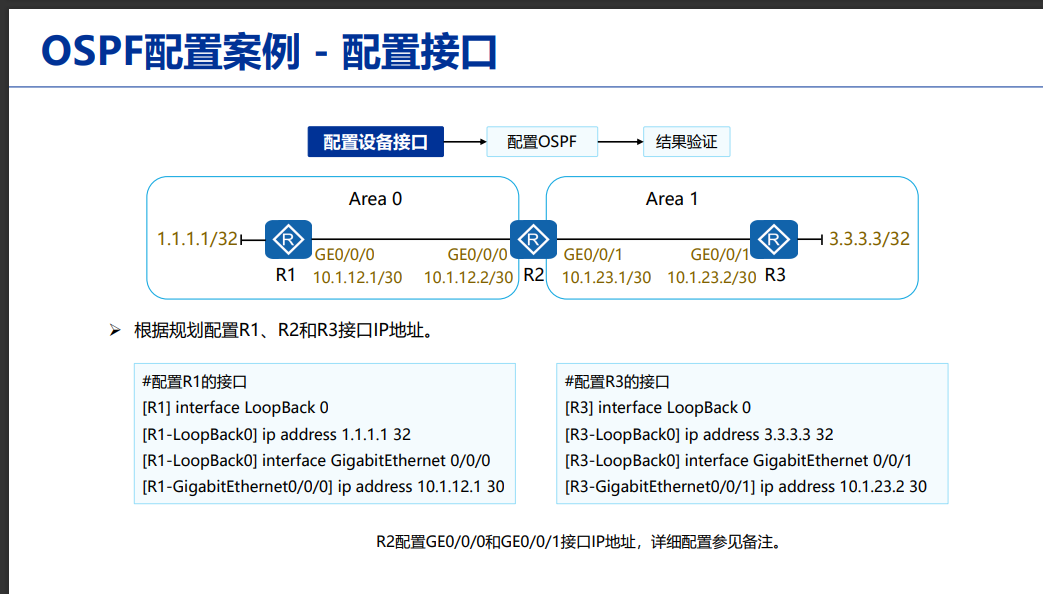 OSPF配置案例 - 配置接口
配置设备接口
配置OSPF
结果验证
Area 0
Area 1
1.1.1.1/32
R
R
R
3.3.3.3/32
GE0/0/0
GE0/0/0
GE0/0/1
GE0/0/1
R1
10.1.12.1/30
10.1.12.2/30
R2
10.1.23.1/30
10.1.23.2/30
R3
➢ 根据规划配置R1、R2和R3接口IP地址。
#配置R1的接口
[R1] interface LoopBack 0
[R1-LoopBack0] ip address 1.1.1.1 32
[R1-LoopBack0] interface GigabitEthernet 0/0/0
[R1-GigabitEthernet0/0/0] ip address 10.1.12.1 30
#配置R3的接口
[R3] interface LoopBack 0
[R3-LoopBack0] ip address 3.3.3.3 32
[R3-LoopBack0] interface GigabitEthernet 0/0/1
[R3-GigabitEthernet0/0/1] ip address 10.1.23.2 30
R2配置GE0/0/0和GE0/0/1接口IP地址，详细配置参见备注。